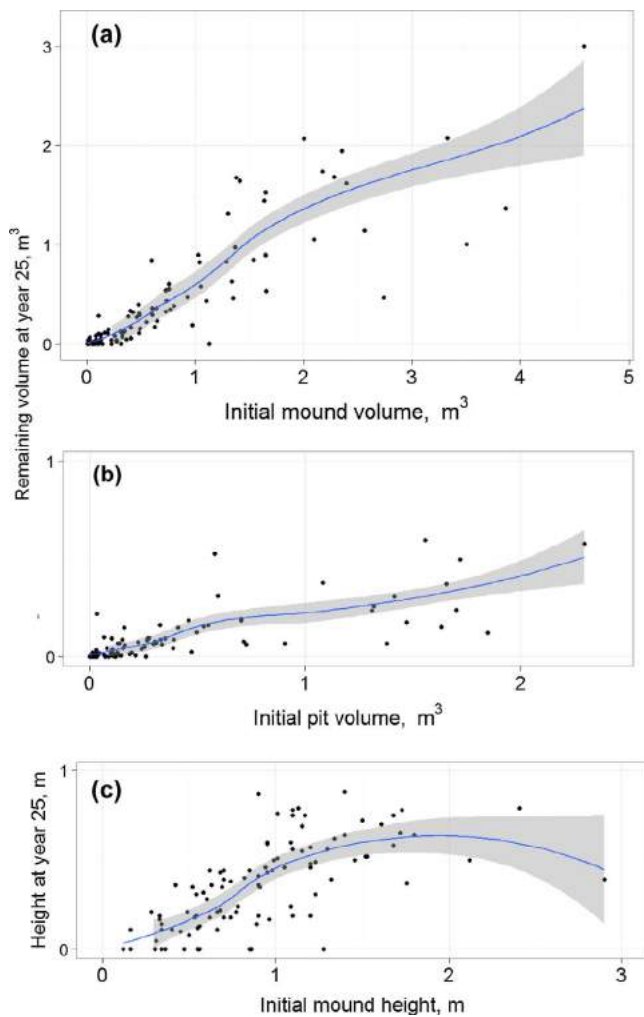 (a)
3
2
1
0
0 1 2 3 4 5
Initial mound volume, m³
Remaining volume at year 25, m³
(b)
1
0
0 1 2
Initial pit volume, m³
(c)
1
0
0 1 2 3
Height at year 25, m
Initial mound height, m